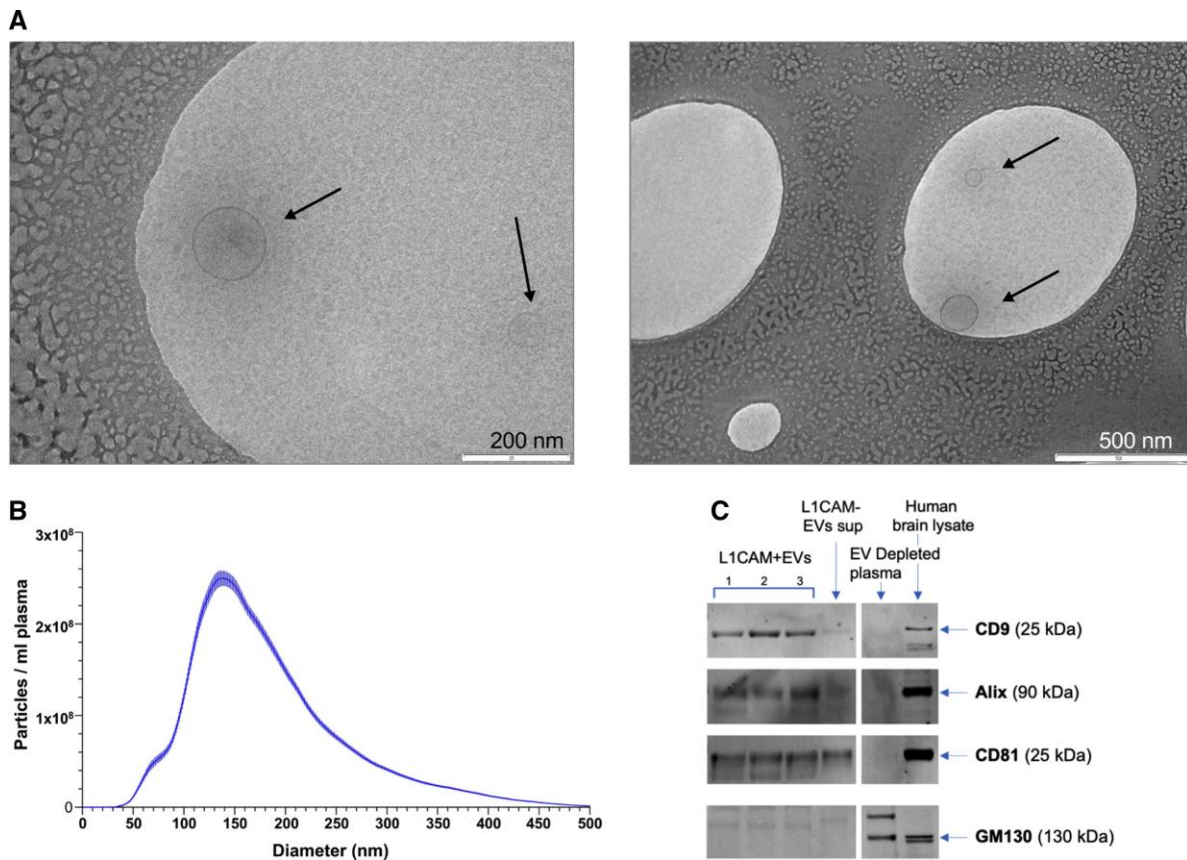 A
200 nm
500 nm
B
3x10⁸
2x10⁸
1x10⁸
0
Particles / ml plasma
0 50 100 150 200 250 300 350 400 450 500
Diameter (nm)
C
L1CAM-
EVs sup
Human
brain lysate
L1CAM+EVs
EV Depleted
plasma
1 2 3
CD9 (25 kDa)
Alix (90 kDa)
CD81 (25 kDa)
GM130 (130 kDa)